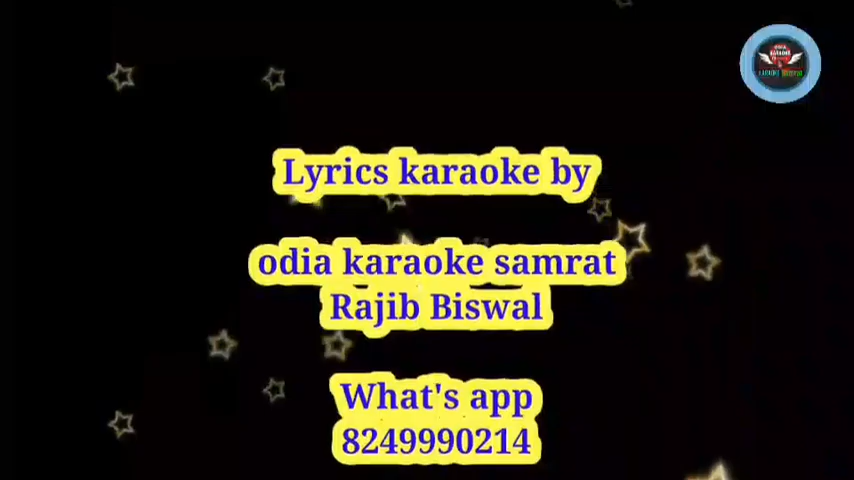 Lyrics karaoke by
odia karaoke samrat
Rajib Biswal
What's app
8249990214